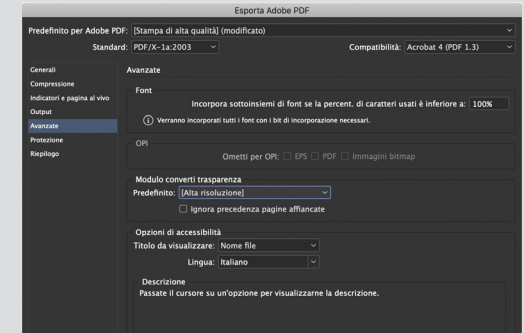 Esporta Adobe PDF
Predefinito per Adobe PDF: [Stampa di alta qualità] (modificato)
Standard: PDF/X-1a:2003 Compatibilità: Acrobat 4 (PDF 1.3)
Generali
Compressione
Indicatori e pagina al vivo
Output
Avanzate
Protezione
Riepilogo
Avanzate
Font
Incorpora sottoinsiemi di font se la percent. di caratteri usati è inferiore a: 100%
Verranno incorporati tutti i font con i bit di incorporazione necessari.
OPI
Ometti per OPI: EPS PDF Immagini bitmap
Modulo converti trasparenza
Predefinito: [Alta risoluzione]
Ignora precedenza pagine affiancate
Opzioni di accessibilità
Titolo da visualizzare: Nome file
Lingua: Italiano
Descrizione
Passate il cursore su un'opzione per visualizzarne la descrizione.